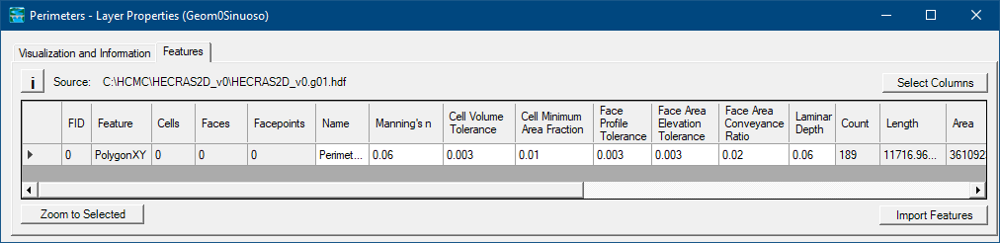 Perimeters - Layer Properties (Geom0Sinuoso)
Visualization and Information Features
i Source: C:\HCMC\HECRAS2D_v0\HECRAS2D_v0.g01.hdf Select Columns
FID Feature Cells Faces Facepoints Name Manning's n Cell Volume Tolerance Cell Minimum Area Fraction Face Profile Tolerance Face Area Elevation Tolerance Face Area Conveyance Ratio Laminar Depth Count Length Area
0 PolygonXY 0 0 0 Perimet... 0.06 0.003 0.01 0.003 0.003 0.02 0.06 189 11716.96... 361092
Zoom to Selected Import Features